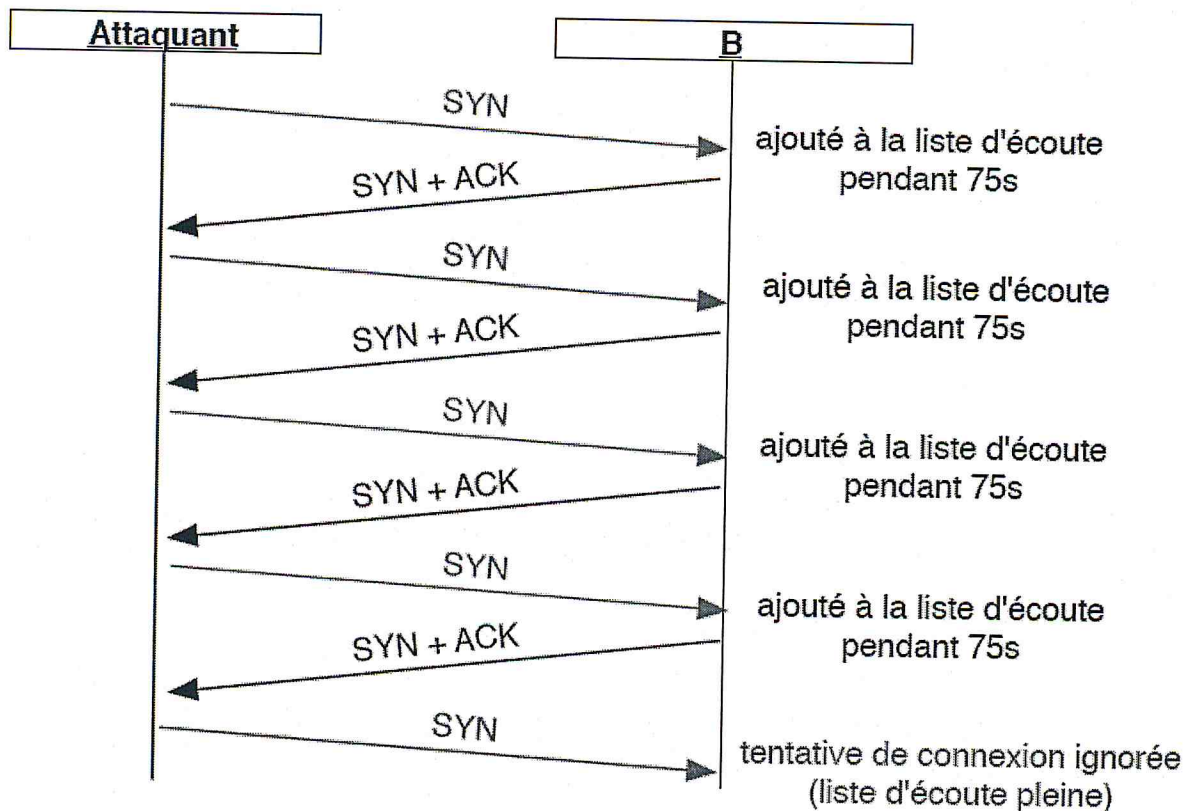 Attaquant
B
SYN
ajouté à la liste d'écoute
pendant 75s
SYN + ACK
SYN
ajouté à la liste d'écoute
pendant 75s
SYN + ACK
SYN
ajouté à la liste d'écoute
pendant 75s
SYN + ACK
SYN
ajouté à la liste d'écoute
pendant 75s
SYN + ACK
SYN
tentative de connexion ignorée
(liste d'écoute pleine)